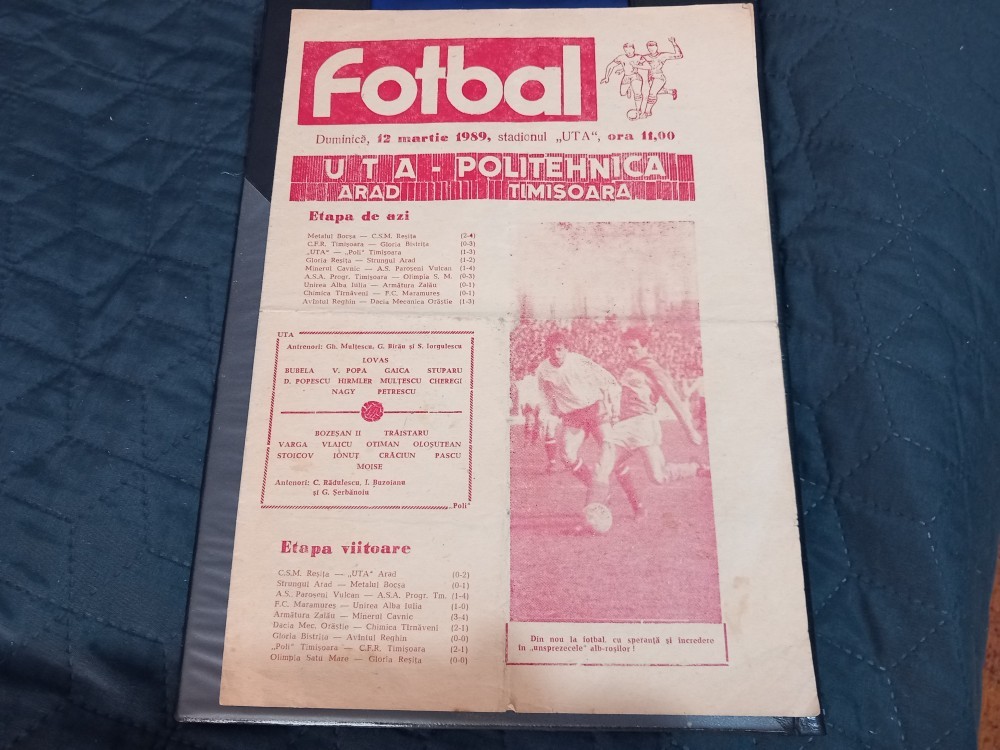 Fotbal
Duminică, 12 martie 1989, stadionul „UTA“, ora 11,00
UTA - POLITEHNICA
ARAD TIMIȘOARA
Etapa de azi
Metalul Bocșa — C.S.M. Reșița (2-4)
C.F.R. Timișoara — Gloria Bistrița (0-3)
„UTA“ — „Poli“ Timișoara (1-3)
Gloria Reșița — Strungul Arad (1-2)
Minerul Cavnic — A.S. Paroșeni Vulcan (1-4)
A.S.A. Progr. Timișoara — Olimpia S. M. (0-3)
Unirea Alba Iulia — Armătura Zalău (0-1)
Chimica Tîrnăveni — F.C. Maramureș (0-1)
Avîntul Reghin — Dacia Mecanica Orăștie (1-3)
UTA
Antrenori: Gh. Mulțescu, G. Birău și S. Iorgulescu
LOVAS
BUBELA V. POPA GAICA STUPARU
D. POPESCU HIRMLER MULȚESCU CHEREGI
NAGY PETRESCU
BOZEȘAN II TRĂISTARU
VARGA VLAICU OTIMAN OLOȘUTEAN
STOICOV IONUȚ CRĂCIUN PASCU
MOISE
Antenori: C. Rădulescu, I. Buzoianu
și G. Șerbănoiu
„Poli“
Etapa viitoare
C.S.M. Reșița — „UTA“ Arad (0-2)
Strungul Arad — Metalul Bocșa (0-1)
A.S. Paroșeni Vulcan — A.S.A. Progr. Tm. (1-4)
F.C. Maramureș — Unirea Alba Iulia (1-0)
Armătura Zalău — Minerul Cavnic (3-4)
Dacia Mec. Orăștie — Chimica Tîrnăveni (2-1)
Gloria Bistrița — Avîntul Reghin (0-0)
„Poli“ Timișoara — C.F.R. Timișoara (2-1)
Olimpia Satu Mare — Gloria Reșița (0-0)
Din nou la fotbal, cu speranță și încredere
în „unsprezecele“ alb-roșilor!